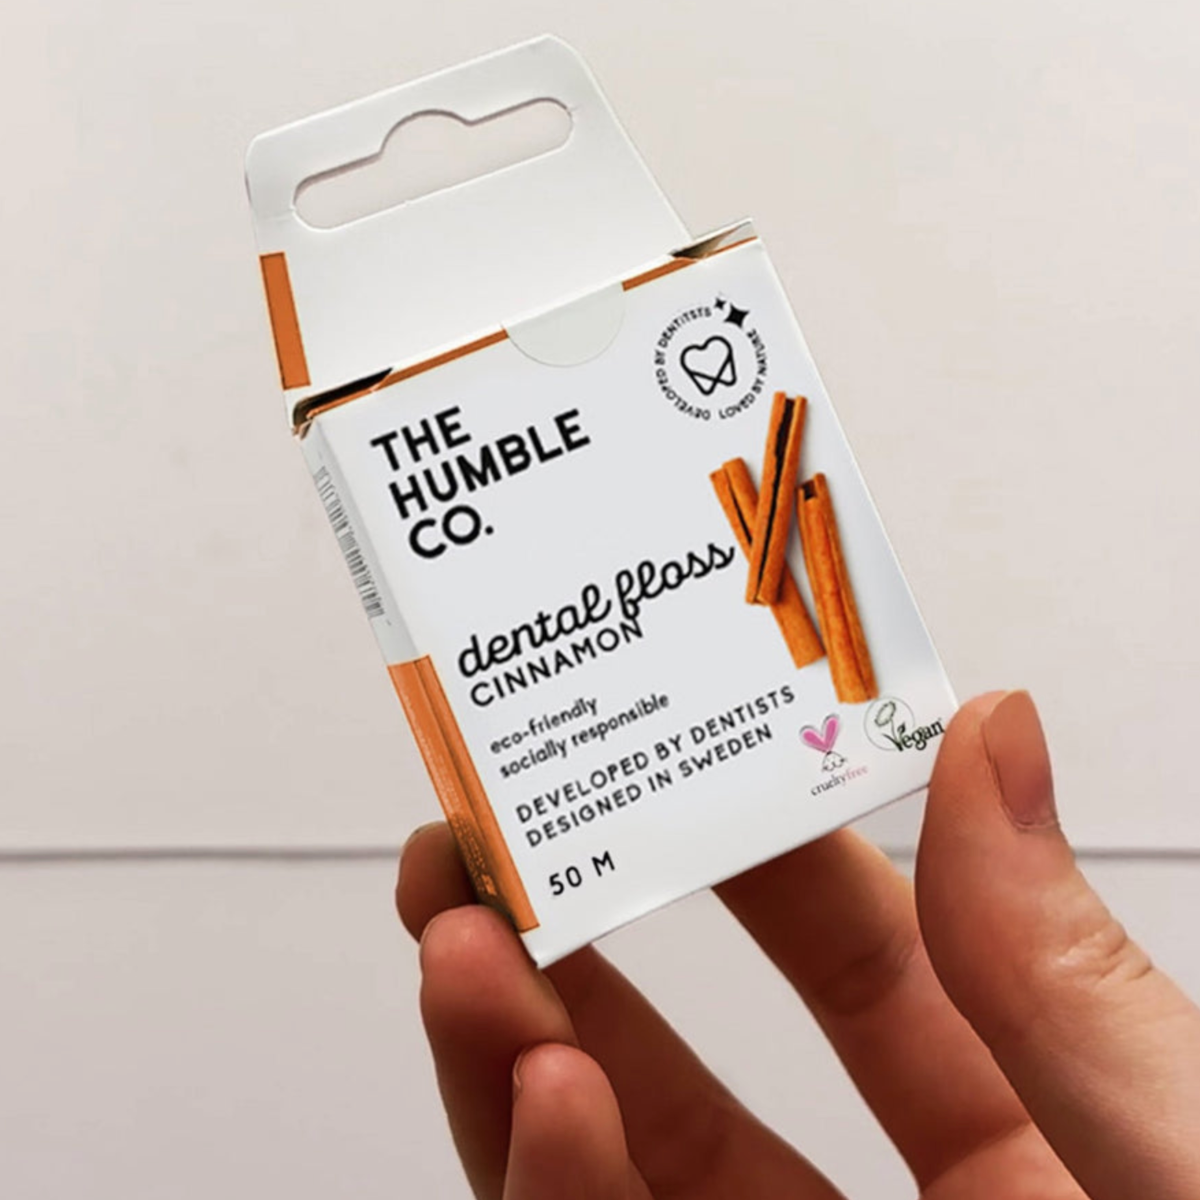 DEVELOPED BY DENTITSTS
LOVED BY NATURE
THE
HUMBLE
CO.
dental floss
CINNAMON
eco-friendly
socially responsible
DEVELOPED BY DENTISTS
DESIGNED IN SWEDEN
50 M
crueltyfree
Vegan